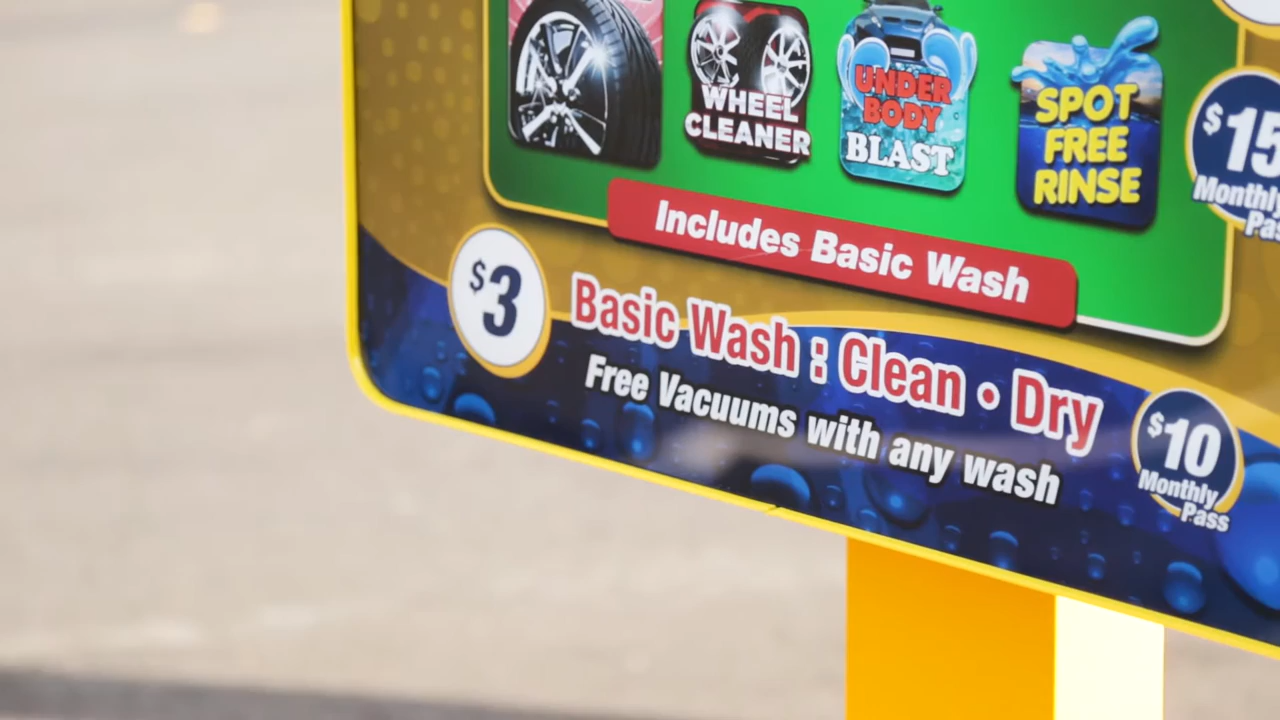 WHEEL
CLEANER
UNDER
BODY
BLAST
SPOT
FREE
RINSE
$15
Monthly
Includes Basic Wash
$3
Basic Wash : Clean • Dry
Free Vacuums with any wash
$10
Monthly
Pass